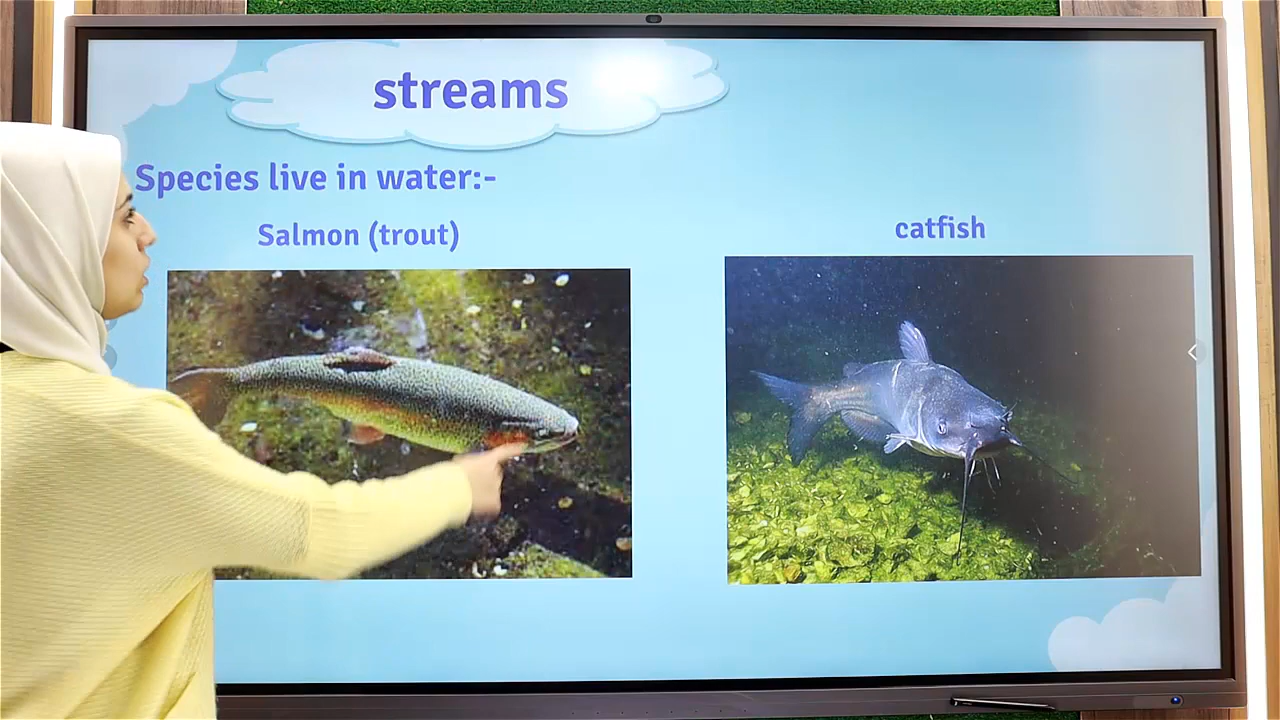 streams
Species live in water:-
Salmon (trout)
catfish